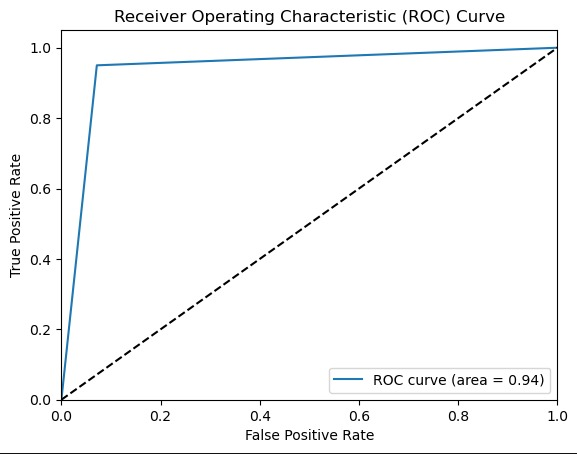 Receiver Operating Characteristic (ROC) Curve
1.0
0.8
0.6
0.4
0.2
0.0
True Positive Rate
ROC curve (area = 0.94)
0.0 0.2 0.4 0.6 0.8 1.0
False Positive Rate